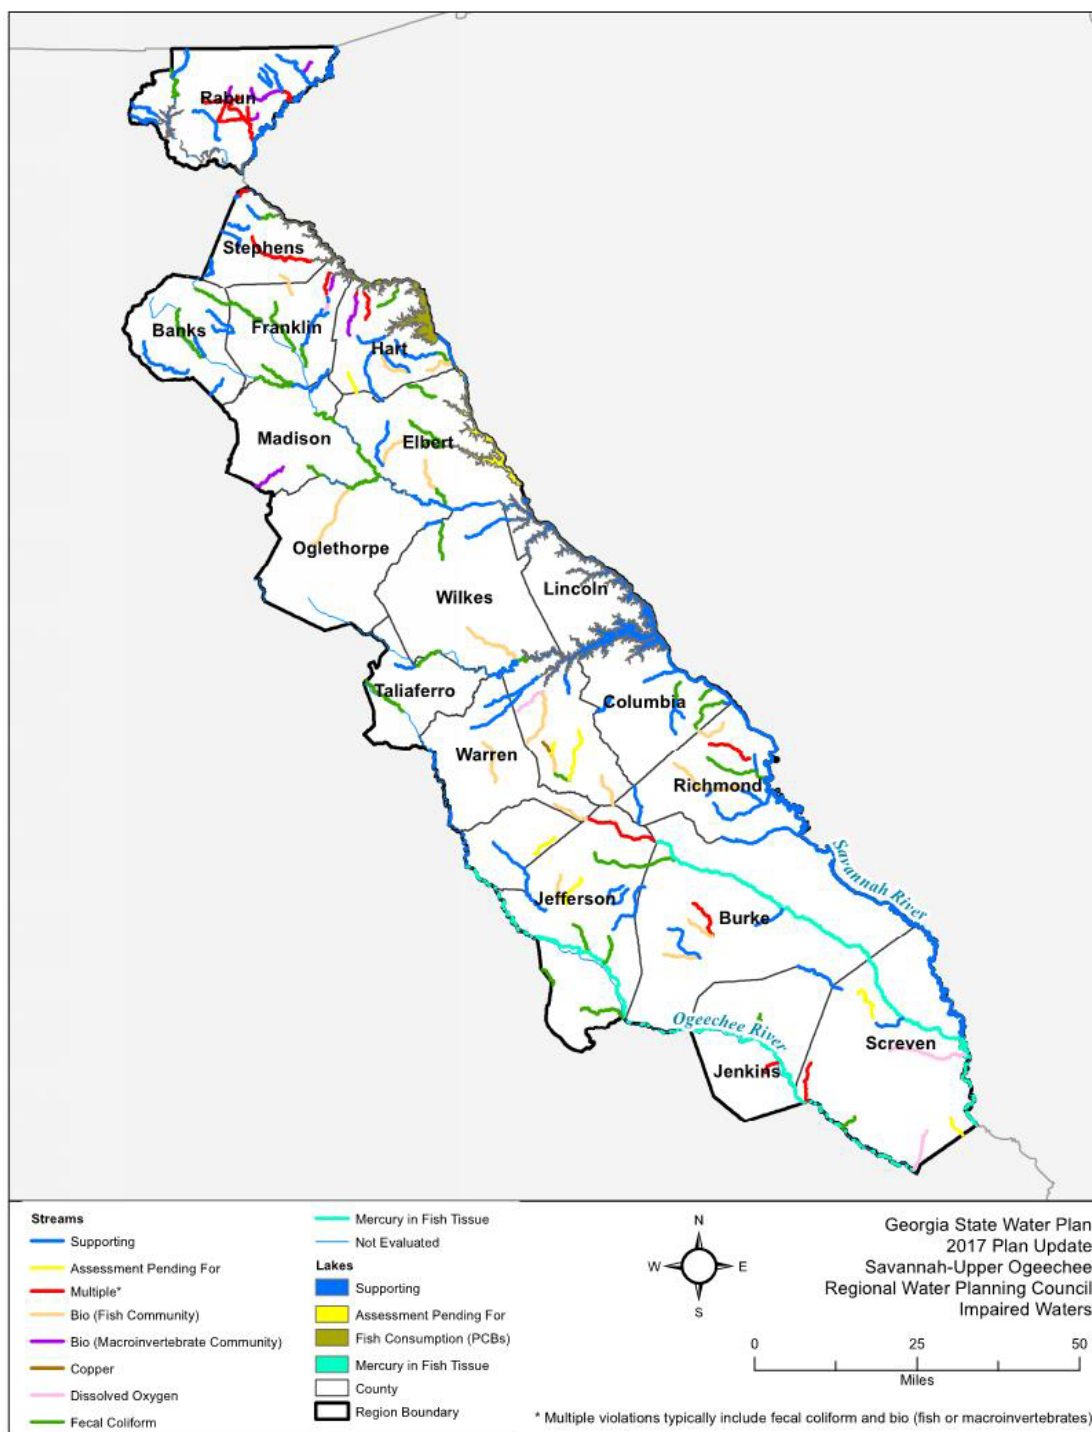 Rabun
Stephens
Banks
Franklin
Hart
Madison
Elbert
Oglethorpe
Wilkes
Lincoln
Taliaferro
Columbia
Warren
Richmond
Savannah River
Jefferson
Burke
Ogeechee River
Screven
Jenkins
Streams
Supporting
Assessment Pending For
Multiple*
Bio (Fish Community)
Bio (Macroinvertebrate Community)
Copper
Dissolved Oxygen
Fecal Coliform
Mercury in Fish Tissue
Not Evaluated
Lakes
Supporting
Assessment Pending For
Fish Consumption (PCBs)
Mercury in Fish Tissue
County
Region Boundary
N
W E
S
Georgia State Water Plan
2017 Plan Update
Savannah-Upper Ogeechee
Regional Water Planning Council
Impaired Waters
0 25 50
Miles
* Multiple violations typically include fecal coliform and bio (fish or macroinvertebrates)